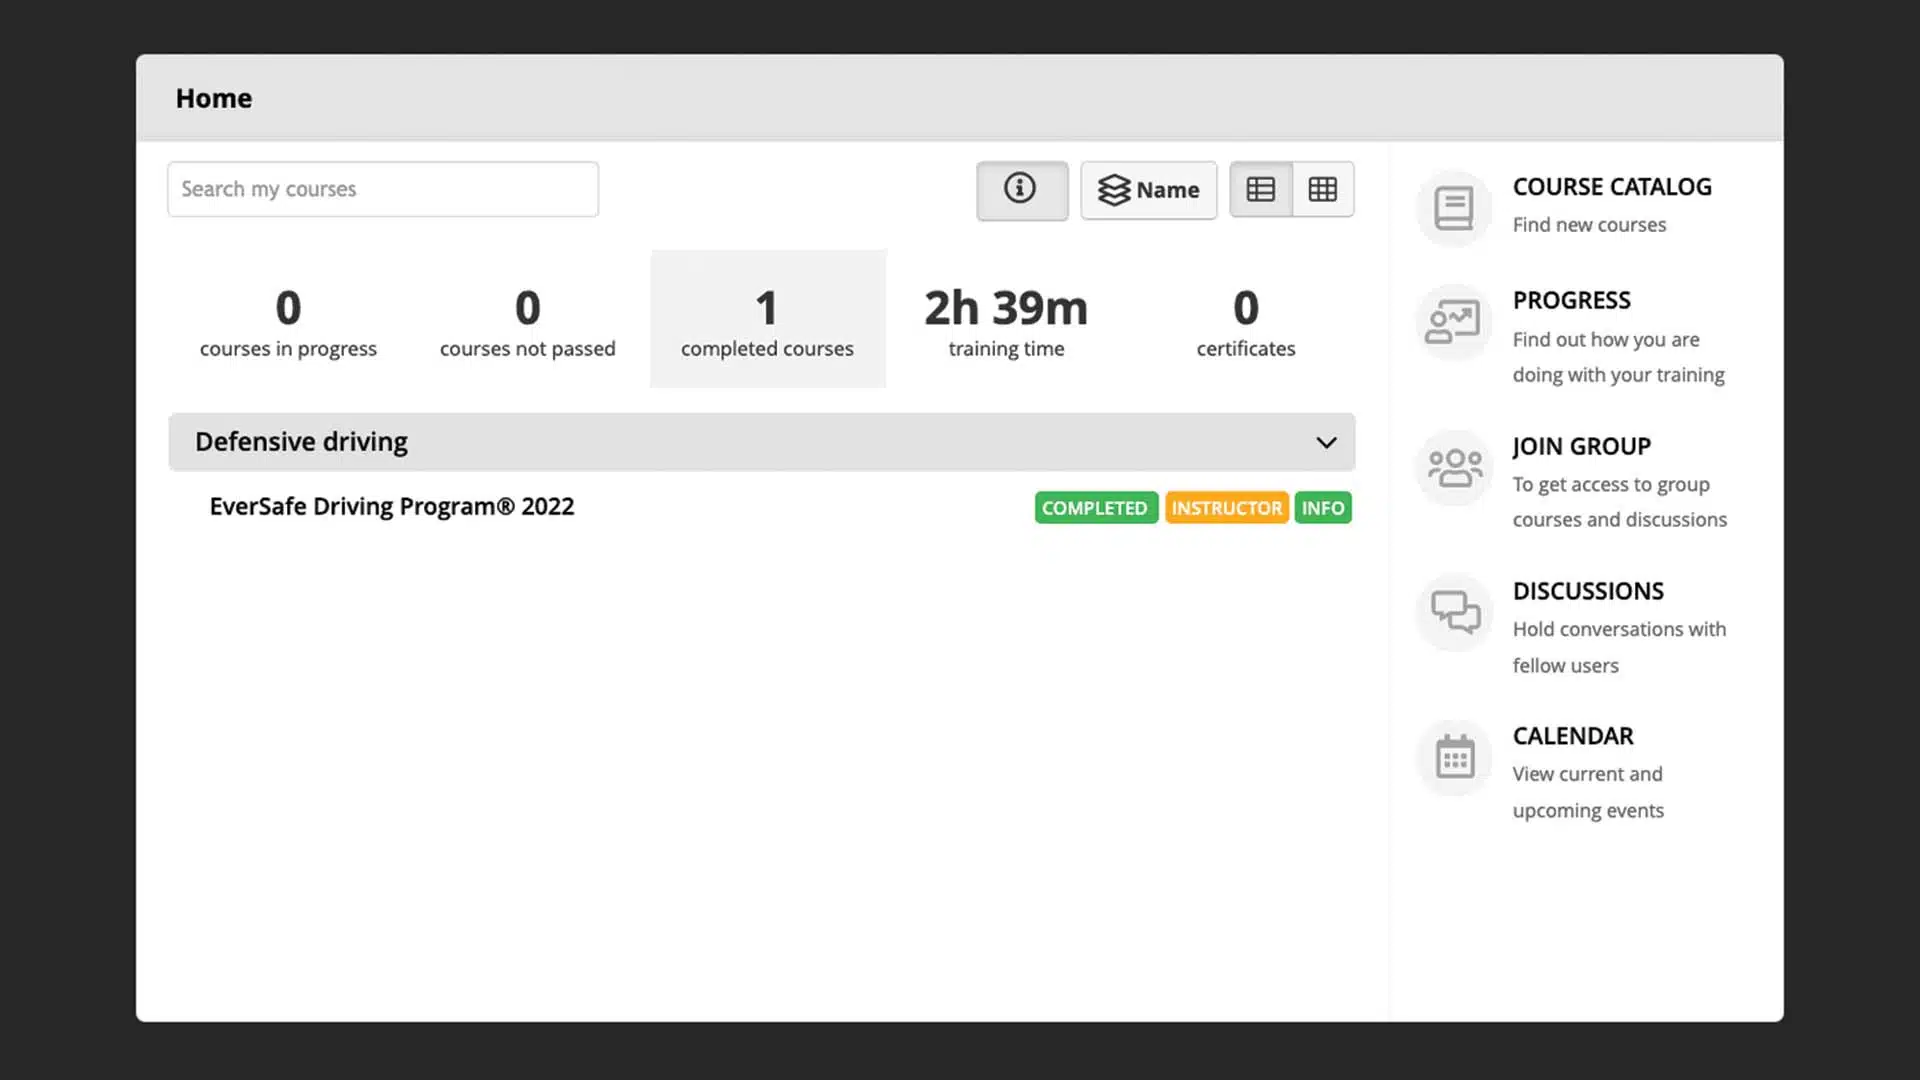 Home
Search my courses
Name
0
courses in progress
0
courses not passed
1
completed courses
2h 39m
training time
0
certificates
Defensive driving
EverSafe Driving Program® 2022
COMPLETED INSTRUCTOR INFO
COURSE CATALOG
Find new courses
PROGRESS
Find out how you are
doing with your training
JOIN GROUP
To get access to group
courses and discussions
DISCUSSIONS
Hold conversations with
fellow users
CALENDAR
View current and
upcoming events